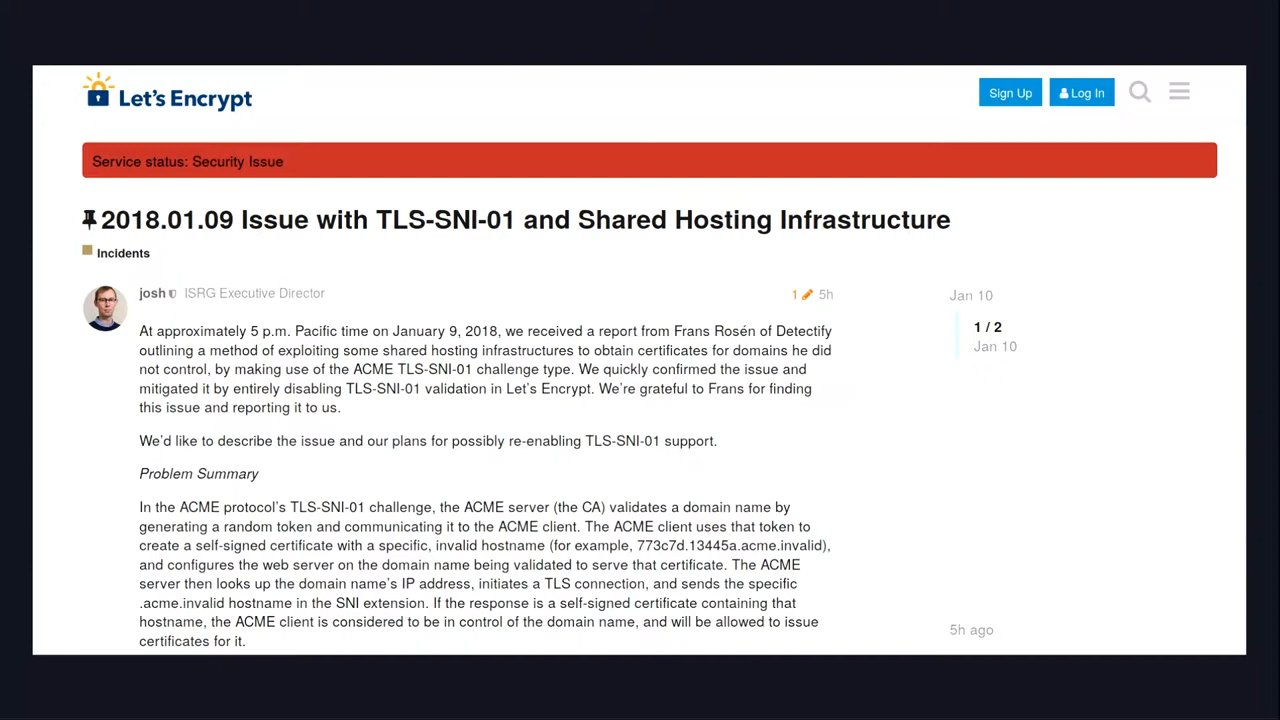 Let's Encrypt
Sign Up
Log In
Service status: Security Issue
2018.01.09 Issue with TLS-SNI-01 and Shared Hosting Infrastructure
Incidents
josh ISRG Executive Director
1 5h
At approximately 5 p.m. Pacific time on January 9, 2018, we received a report from Frans Rosén of Detectify
outlining a method of exploiting some shared hosting infrastructures to obtain certificates for domains he did
not control, by making use of the ACME TLS-SNI-01 challenge type. We quickly confirmed the issue and
mitigated it by entirely disabling TLS-SNI-01 validation in Let's Encrypt. We're grateful to Frans for finding
this issue and reporting it to us.
We'd like to describe the issue and our plans for possibly re-enabling TLS-SNI-01 support.
Problem Summary
In the ACME protocol's TLS-SNI-01 challenge, the ACME server (the CA) validates a domain name by
generating a random token and communicating it to the ACME client. The ACME client uses that token to
create a self-signed certificate with a specific, invalid hostname (for example, 773c7d.13445a.acme.invalid),
and configures the web server on the domain name being validated to serve that certificate. The ACME
server then looks up the domain name's IP address, initiates a TLS connection, and sends the specific
.acme.invalid hostname in the SNI extension. If the response is a self-signed certificate containing that
hostname, the ACME client is considered to be in control of the domain name, and will be allowed to issue
certificates for it.
Jan 10
1 / 2
Jan 10
5h ago